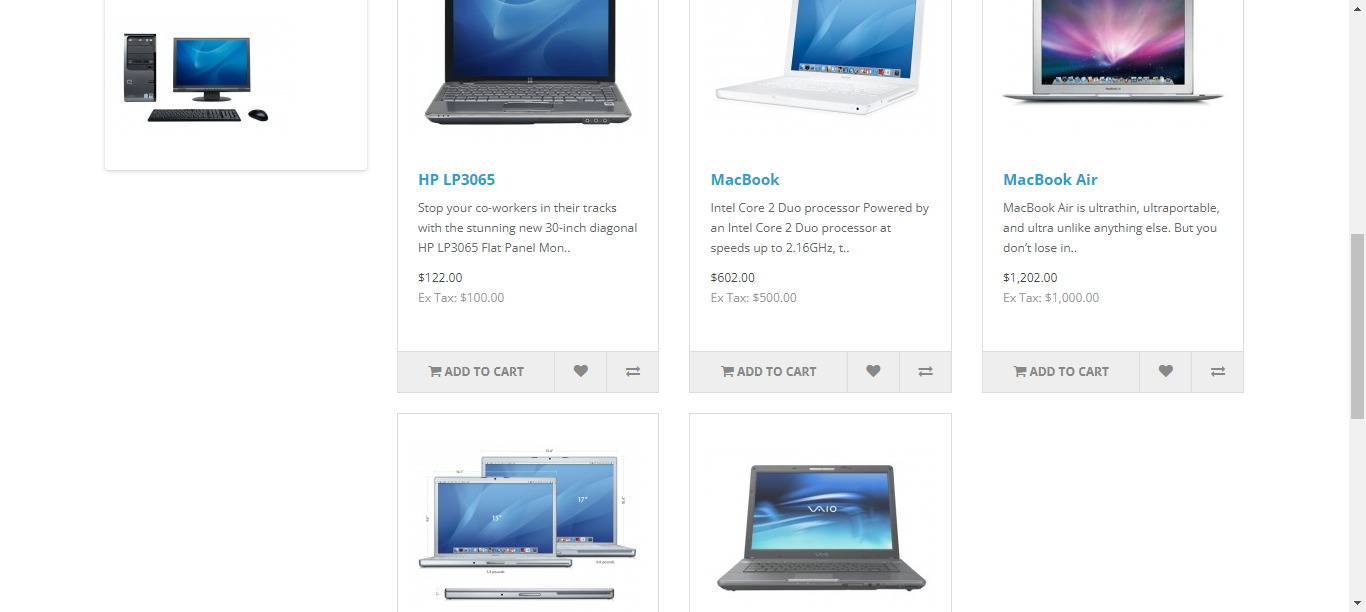 HP LP3065
Stop your co-workers in their tracks
with the stunning new 30-inch diagonal
HP LP3065 Flat Panel Mon..
$122.00
Ex Tax: $100.00
ADD TO CART
MacBook
Intel Core 2 Duo processor Powered by
an Intel Core 2 Duo processor at
speeds up to 2.16GHz, t..
$602.00
Ex Tax: $500.00
ADD TO CART
MacBook Air
MacBook Air is ultrathin, ultraportable,
and ultra unlike anything else. But you
don’t lose in..
$1,202.00
Ex Tax: $1,000.00
ADD TO CART
17"
15"
VAIO
VAIO